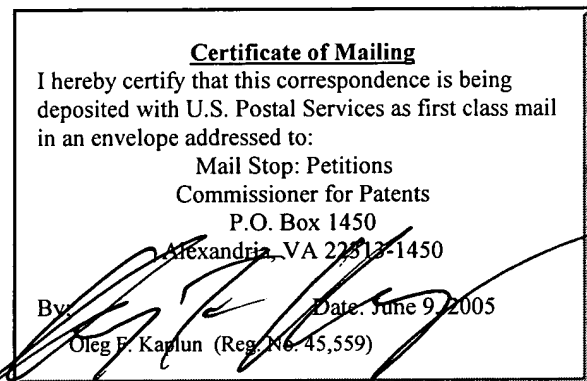 Certificate of Mailing
I hereby certify that this correspondence is being
deposited with U.S. Postal Services as first class mail
in an envelope addressed to:
Mail Stop: Petitions
Commissioner for Patents
P.O. Box 1450
Alexandria, VA 22313-1450
By: Date: June 9, 2005
Oleg F. Kaplun (Reg. No. 45,559)